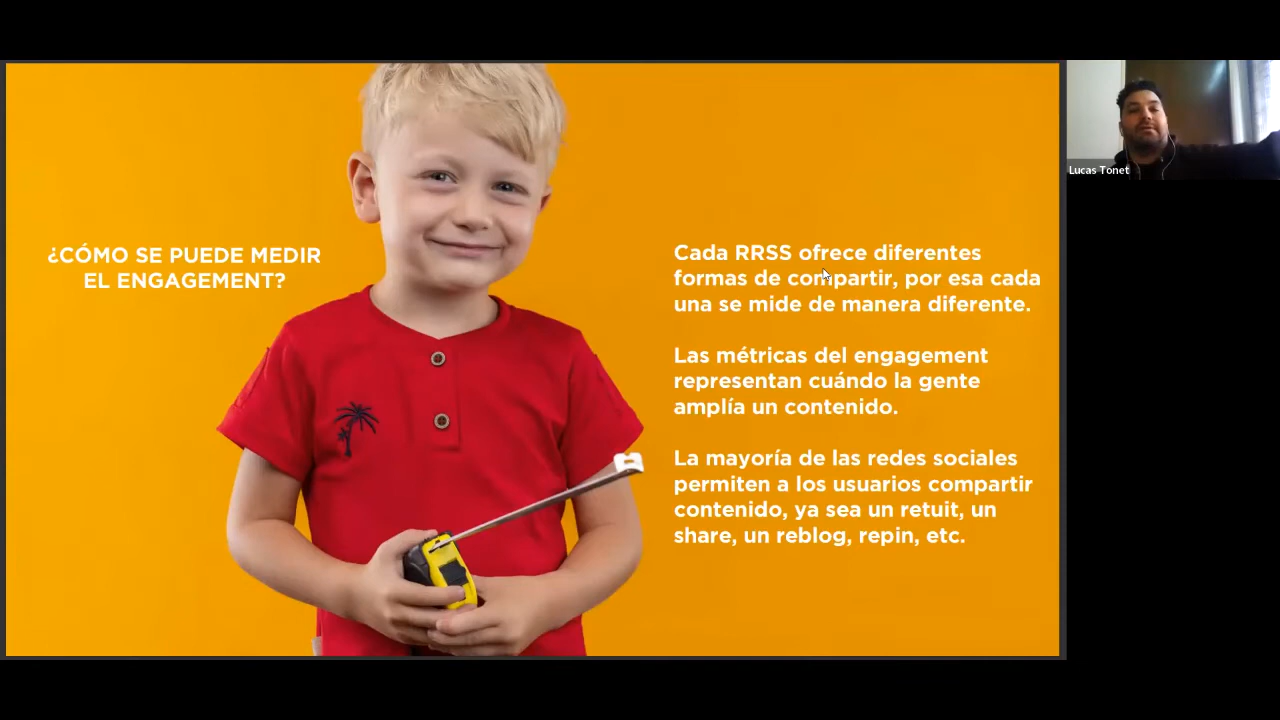 ¿CÓMO SE PUEDE MEDIR
EL ENGAGEMENT?
Cada RRSS ofrece diferentes
formas de compartir, por esa cada
una se mide de manera diferente.
Las métricas del engagement
representan cuándo la gente
amplía un contenido.
La mayoría de las redes sociales
permiten a los usuarios compartir
contenido, ya sea un retuit, un
share, un reblog, repin, etc.
Lucas Tonet